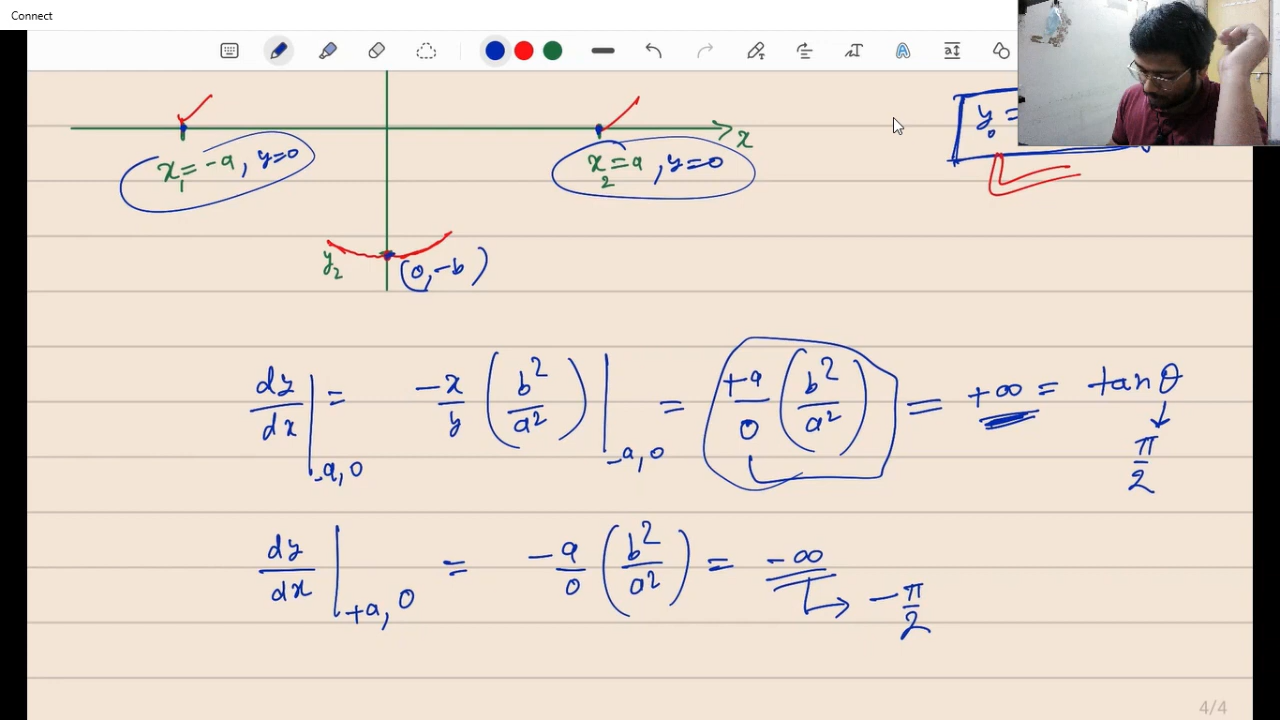 Connect
y₀ =
x
x₁ = -a, y=0
x₂ = a, y=0
y₂
(0, -b)
dy/dx |₋ₐ,₀ = -x/y (b²/a²) |₋ₐ,₀ = +a/0 (b²/a²) = +∞ = tan θ
π/2
dy/dx |₊ₐ,₀ = -a/0 (b²/a²) = -∞
-π/2
4/4